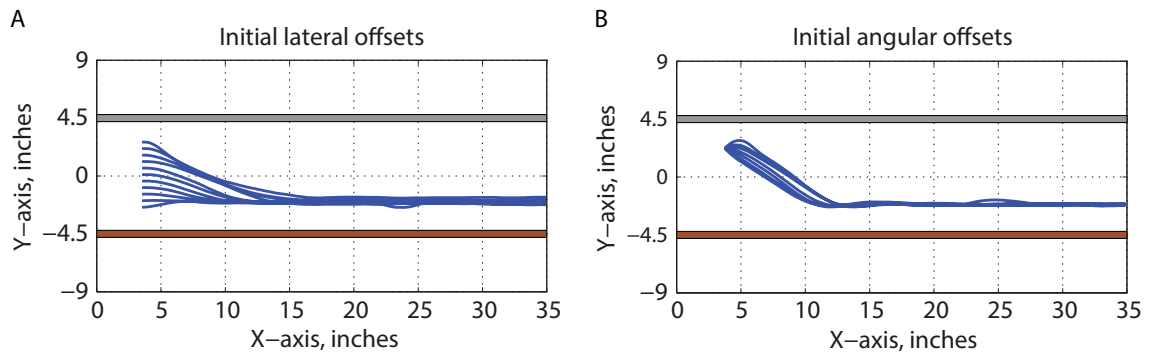 A
Initial lateral offsets
9
4.5
0
−4.5
−9
Y−axis, inches
0 5 10 15 20 25 30 35
X−axis, inches
B
Initial angular offsets
9
4.5
0
−4.5
−9
Y−axis, inches
0 5 10 15 20 25 30 35
X−axis, inches